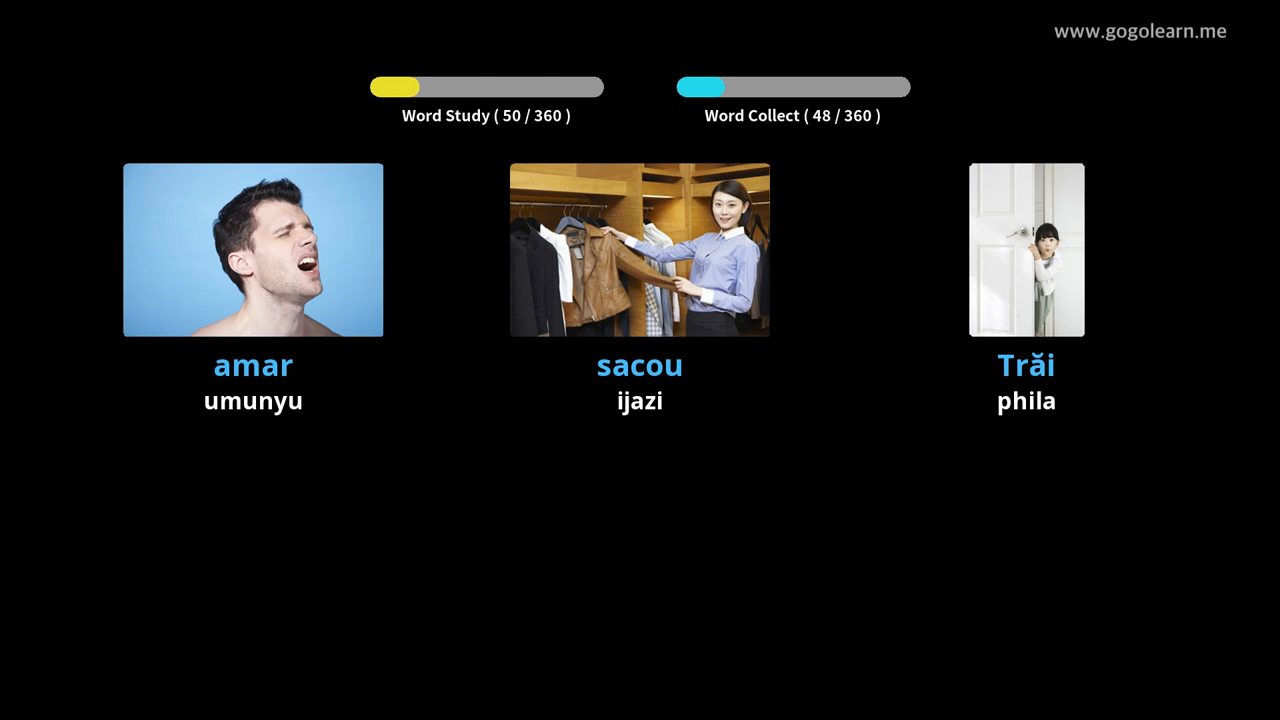 www.gogolearn.me
Word Study ( 50 / 360 )
Word Collect ( 48 / 360 )
amar
umunyu
sacou
ijazi
Trăi
phila